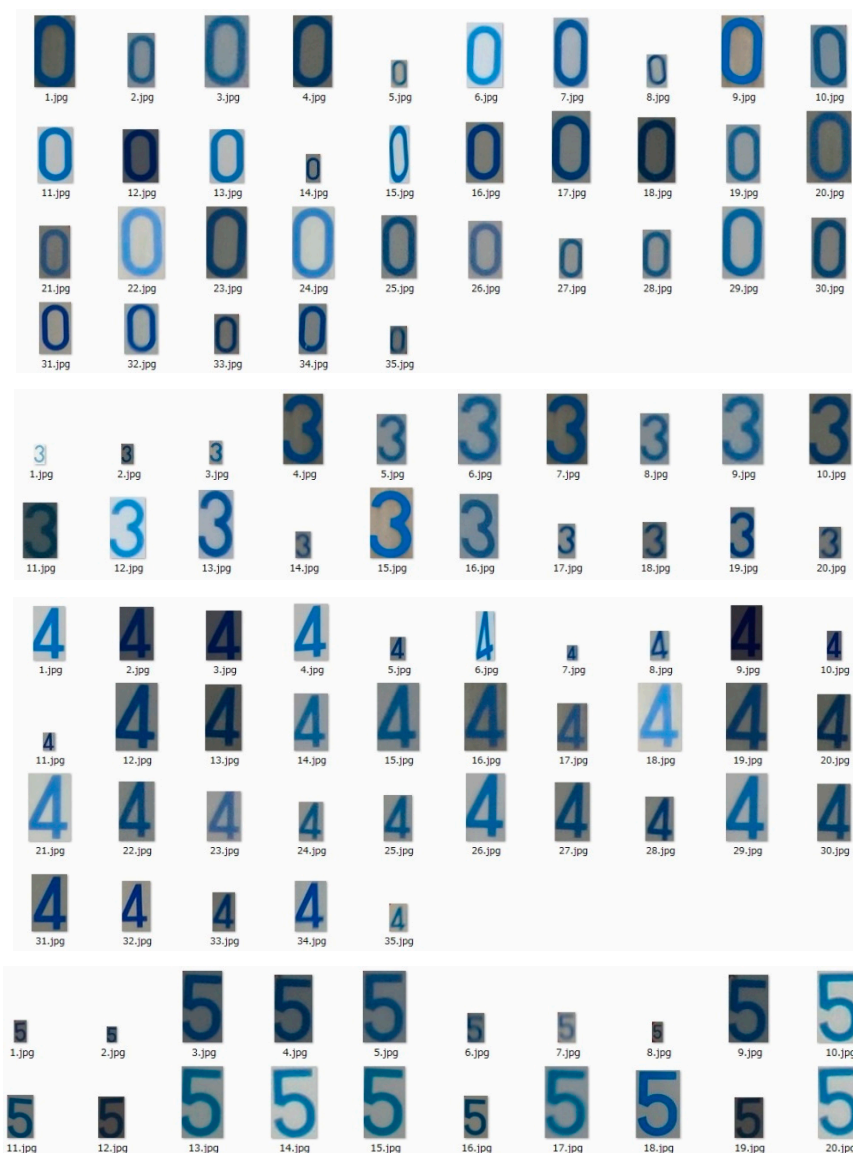 0 0 0 0 0 0 0 0 0 0
1.jpg 2.jpg 3.jpg 4.jpg 5.jpg 6.jpg 7.jpg 8.jpg 9.jpg 10.jpg
0 0 0 0 0 0 0 0 0 0
11.jpg 12.jpg 13.jpg 14.jpg 15.jpg 16.jpg 17.jpg 18.jpg 19.jpg 20.jpg
0 0 0 0 0 0 0 0 0 0
21.jpg 22.jpg 23.jpg 24.jpg 25.jpg 26.jpg 27.jpg 28.jpg 29.jpg 30.jpg
0 0 0 0 0
31.jpg 32.jpg 33.jpg 34.jpg 35.jpg
3 3 3 3 3 3 3 3 3 3
1.jpg 2.jpg 3.jpg 4.jpg 5.jpg 6.jpg 7.jpg 8.jpg 9.jpg 10.jpg
3 3 3 3 3 3 3 3 3 3
11.jpg 12.jpg 13.jpg 14.jpg 15.jpg 16.jpg 17.jpg 18.jpg 19.jpg 20.jpg
4 4 4 4 4 4 4 4 4 4
1.jpg 2.jpg 3.jpg 4.jpg 5.jpg 6.jpg 7.jpg 8.jpg 9.jpg 10.jpg
4 4 4 4 4 4 4 4 4 4
11.jpg 12.jpg 13.jpg 14.jpg 15.jpg 16.jpg 17.jpg 18.jpg 19.jpg 20.jpg
4 4 4 4 4 4 4 4 4 4
21.jpg 22.jpg 23.jpg 24.jpg 25.jpg 26.jpg 27.jpg 28.jpg 29.jpg 30.jpg
4 4 4 4 4
31.jpg 32.jpg 33.jpg 34.jpg 35.jpg
5 5 5 5 5 5 5 5 5 5
1.jpg 2.jpg 3.jpg 4.jpg 5.jpg 6.jpg 7.jpg 8.jpg 9.jpg 10.jpg
5 5 5 5 5 5 5 5 5 5
11.jpg 12.jpg 13.jpg 14.jpg 15.jpg 16.jpg 17.jpg 18.jpg 19.jpg 20.jpg